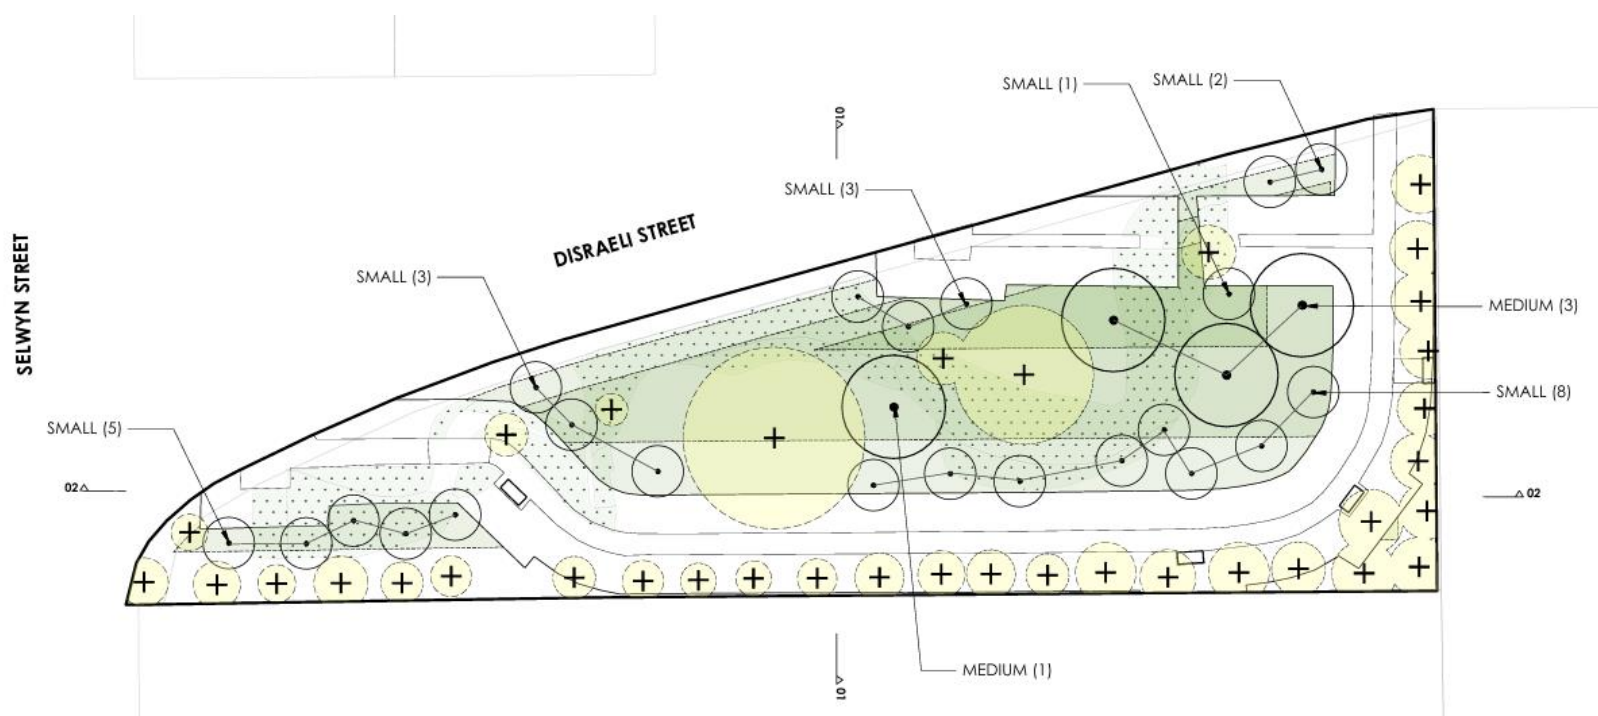 SMALL (1)
SMALL (2)
01
SMALL (3)
DISRAELI STREET
SELWYN STREET
SMALL (3)
MEDIUM (3)
SMALL (8)
SMALL (5)
02
02
MEDIUM (1)
01